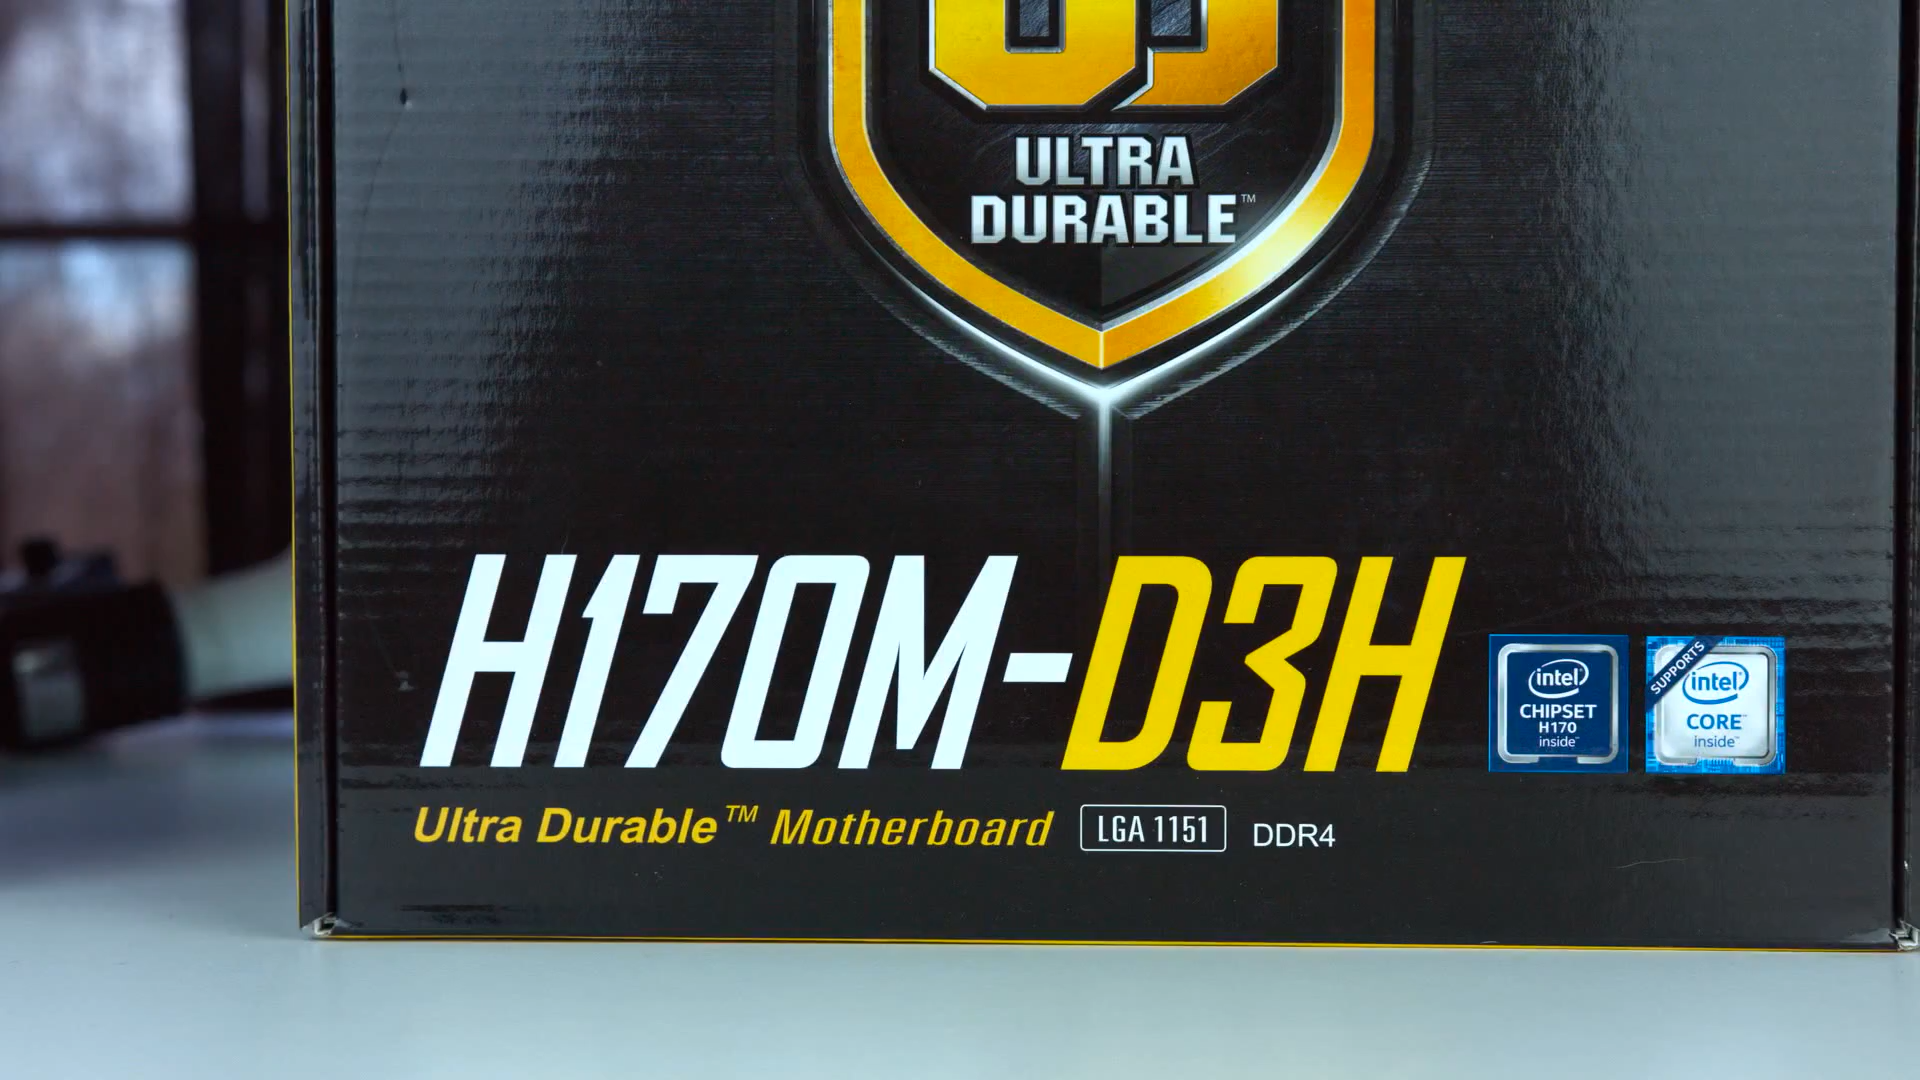 ULTRA
DURABLE™
H170M-D3H
intel
CHIPSET
H170
inside™
SUPPORTS
intel
CORE™
inside™
Ultra Durable™ Motherboard LGA 1151 DDR4